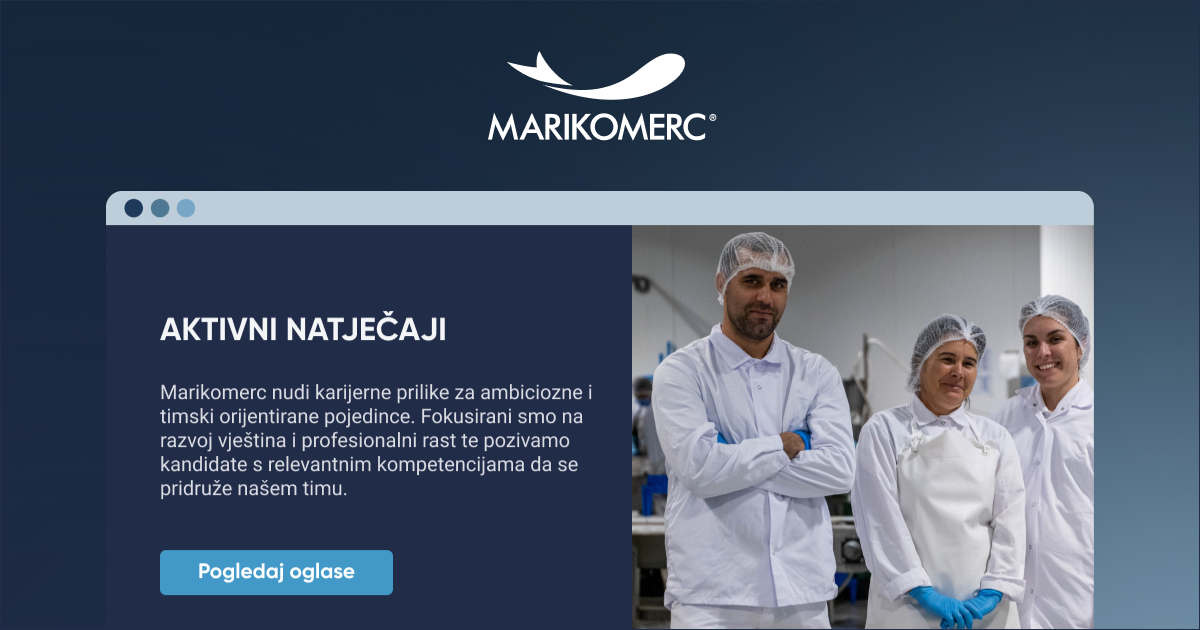 MARIKOMERC®
AKTIVNI NATJEČAJI
Marikomerc nudi karijerne prilike za ambiciozne i
timski orijentirane pojedince. Fokusirani smo na
razvoj vještina i profesionalni rast te pozivamo
kandidate s relevantnim kompetencijama da se
pridruže našem timu.
Pogledaj oglase